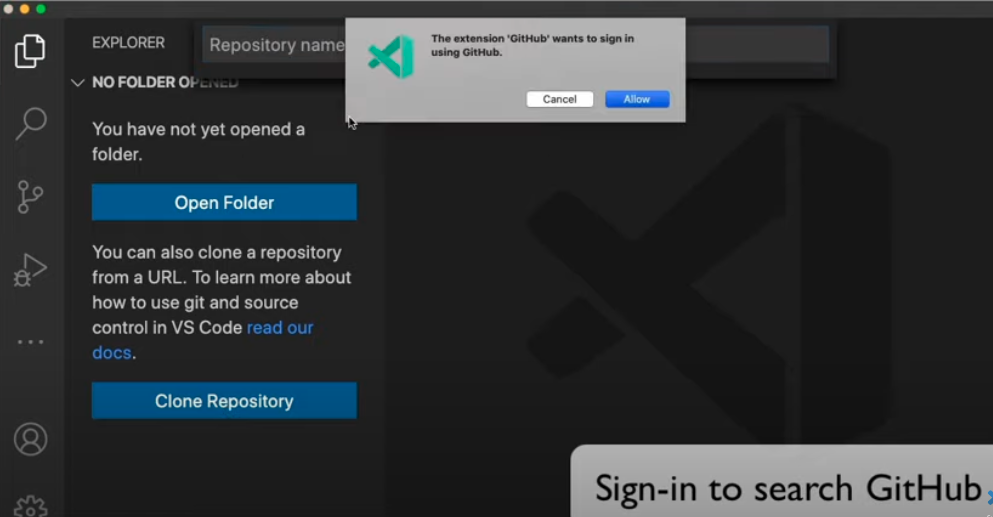 EXPLORER
Repository name
The extension 'GitHub' wants to sign in
using GitHub.
Cancel
Allow
NO FOLDER OPENED
You have not yet opened a
folder.
Open Folder
You can also clone a repository
from a URL. To learn more about
how to use git and source
control in VS Code read our
docs.
Clone Repository
Sign-in to search GitHub